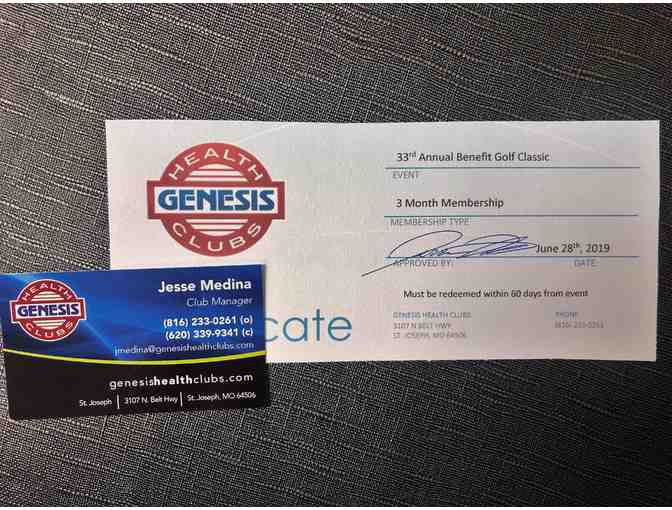 HEALTH
GENESIS
CLUBS
33rd Annual Benefit Golf Classic
EVENT
3 Month Membership
MEMBERSHIP TYPE
June 28th, 2019
APPROVED BY: DATE:
Must be redeemed within 60 days from event
GENESIS HEALTH CLUBS
3107 N BELT HWY
ST. JOSEPH, MO 64506
PHONE
(816) 233-0261
cate
HEALTH
GENESIS
CLUBS
Jesse Medina
Club Manager
(816) 233-0261 (o)
(620) 339-9341 (c)
jmedina@genesishealthclubs.com
genesishealthclubs.com
St. Joseph | 3107 N. Belt Hwy | St. Joseph, MO 64506